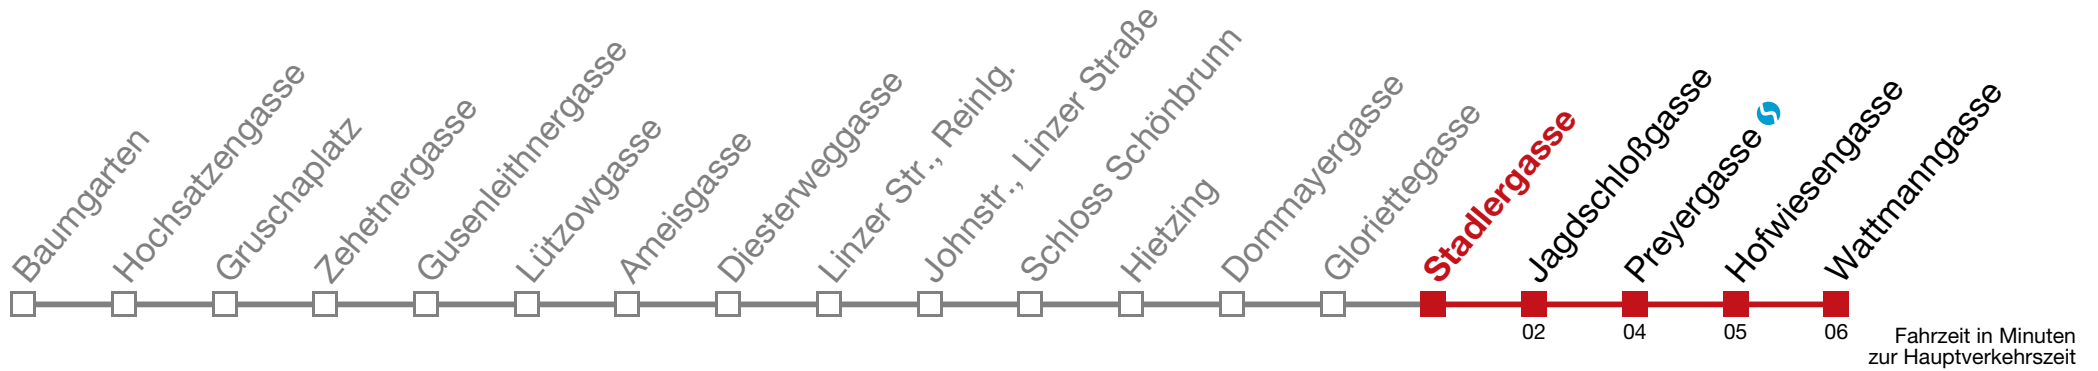 Baumgarten
Hochsatzengasse
Gruschaplatz
Zehetnergasse
Gusenleithnergasse
Lützowgasse
Ameisgasse
Diesterweggasse
Linzer Str., Reinlg.
Johnstr., Linzer Straße
Schloss Schönbrunn
Hietzing
Dommayergasse
Gloriettegasse
Stadlergasse
Jagdschloßgasse
Preyergasse
Hofwiesengasse
Wattmanngasse
02
04
05
06
Fahrzeit in Minuten
zur Hauptverkehrszeit